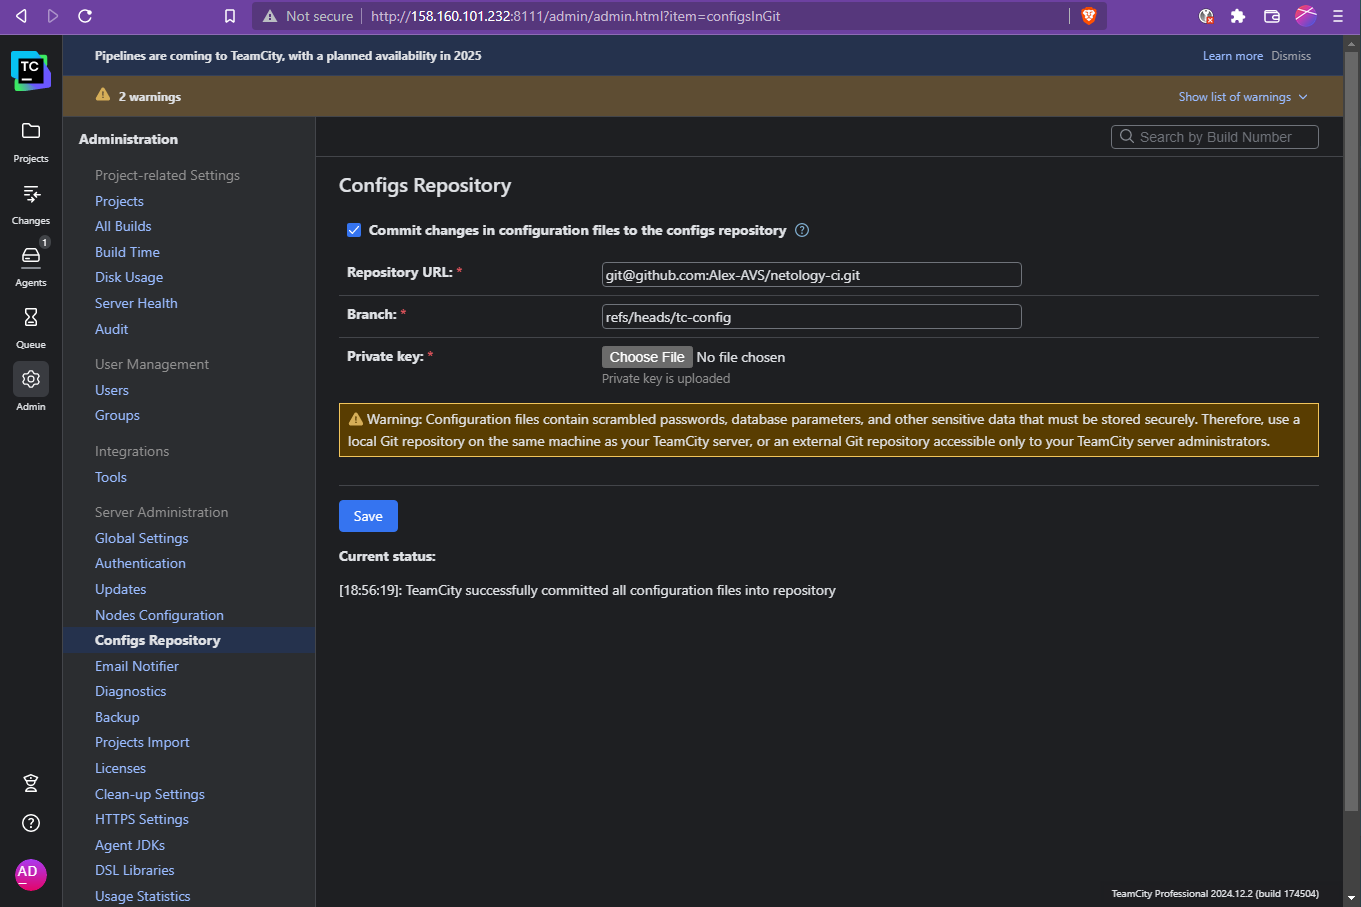 Not secure
http://158.160.101.232:8111/admin/admin.html?item=configsInGit
TC
Pipelines are coming to TeamCity, with a planned availability in 2025
Learn more
Dismiss
2 warnings
Show list of warnings
Projects
Changes
1
Agents
Queue
Admin
AD
Administration
Project-related Settings
Projects
All Builds
Build Time
Disk Usage
Server Health
Audit
User Management
Users
Groups
Integrations
Tools
Server Administration
Global Settings
Authentication
Updates
Nodes Configuration
Configs Repository
Email Notifier
Diagnostics
Backup
Projects Import
Licenses
Clean-up Settings
HTTPS Settings
Agent JDKs
DSL Libraries
Usage Statistics
Search by Build Number
Configs Repository
Commit changes in configuration files to the configs repository ?
Repository URL: *
git@github.com:Alex-AVS/netology-ci.git
Branch: *
refs/heads/tc-config
Private key: *
Choose File No file chosen
Private key is uploaded
Warning: Configuration files contain scrambled passwords, database parameters, and other sensitive data that must be stored securely. Therefore, use a
local Git repository on the same machine as your TeamCity server, or an external Git repository accessible only to your TeamCity server administrators.
Save
Current status:
[18:56:19]: TeamCity successfully committed all configuration files into repository
TeamCity Professional 2024.12.2 (build 174504)